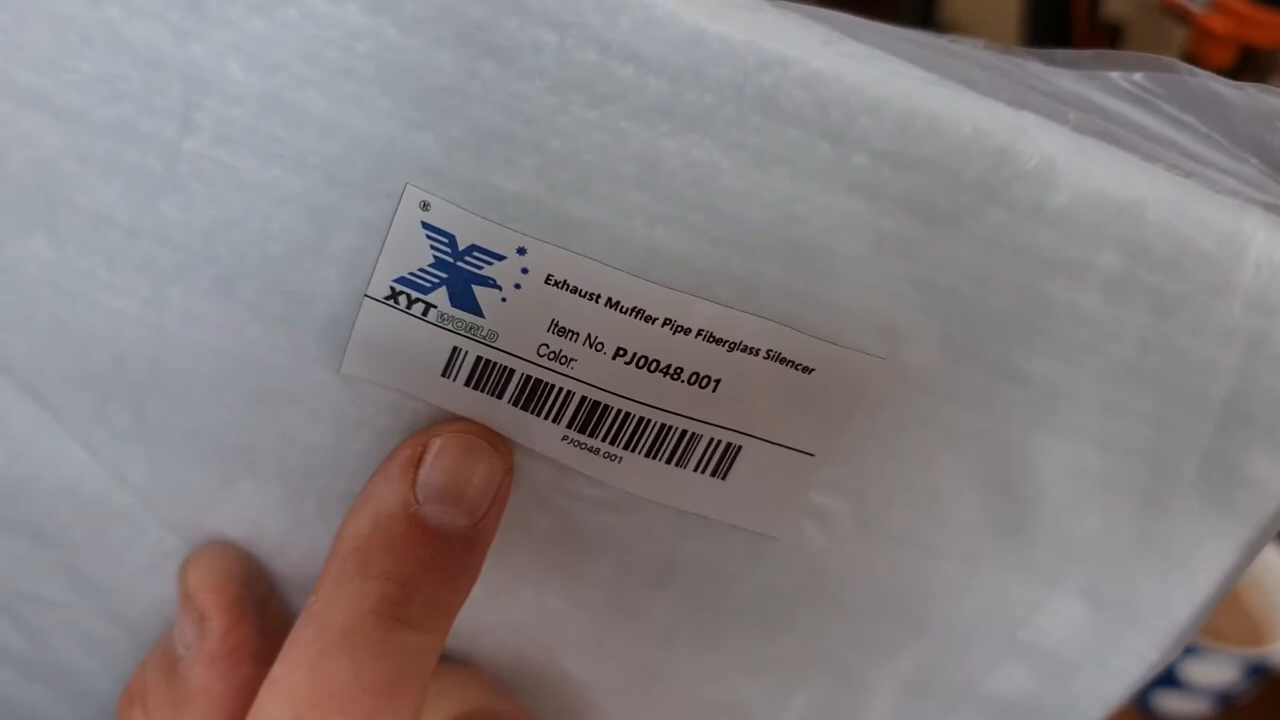 ®
XYT WORLD
Exhaust Muffler Pipe Fiberglass Silencer
Item No. PJ0048.001
Color:
PJ0048.001